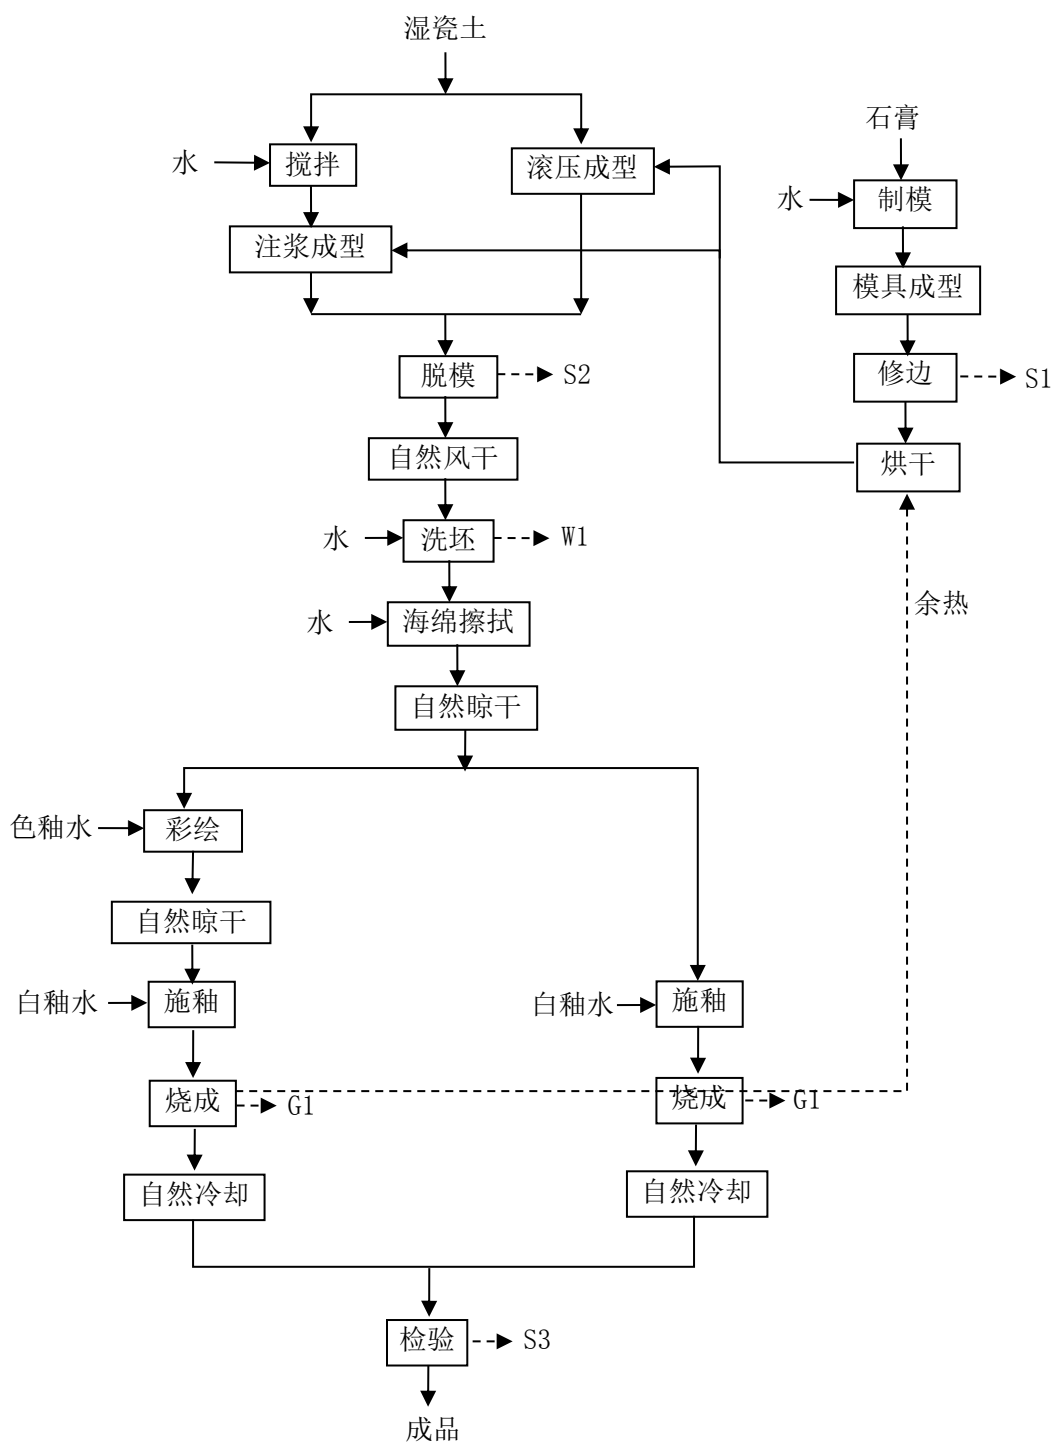 湿瓷土
石膏
水
搅拌
滚压成型
水
制模
注浆成型
模具成型
脱模
S2
修边
S1
自然风干
烘干
水
洗坯
W1
余热
水
海绵擦拭
自然晾干
色釉水
彩绘
自然晾干
白釉水
施釉
白釉水
施釉
烧成
G1
烧成
G1
自然冷却
自然冷却
检验
S3
成品